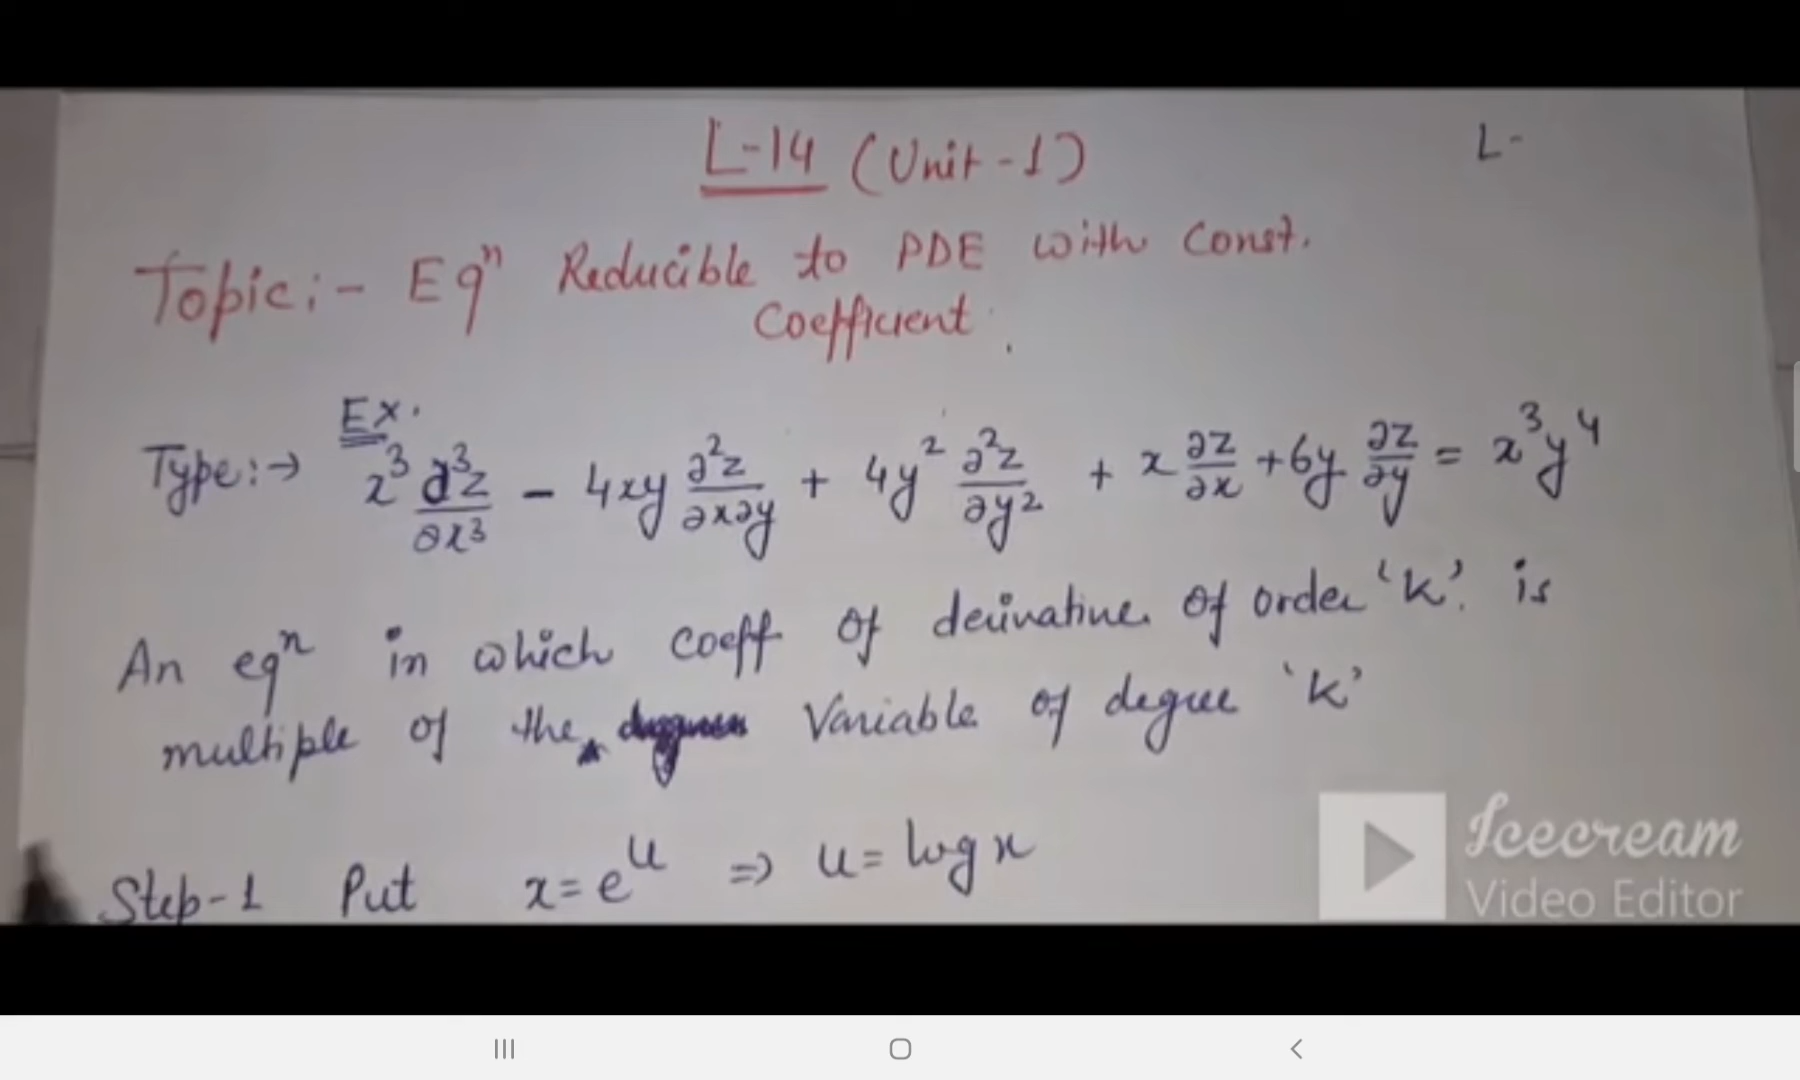 L-14 (Unit-1)
L-
Topic:- Eqⁿ Reducible to PDE with Const.
Coefficient.
Ex.
Type:→ x³ ∂³z/∂x³ - 4xy ∂²z/∂x∂y + 4y² ∂²z/∂y² + x ∂z/∂x + 6y ∂z/∂y = x³y⁴
An eqⁿ in which coeff of derivative of order 'k'. is
multiple of the Variable of degree 'k'
Step-1 Put x=e^u ⇒ u= log x
Icecream
Video Editor